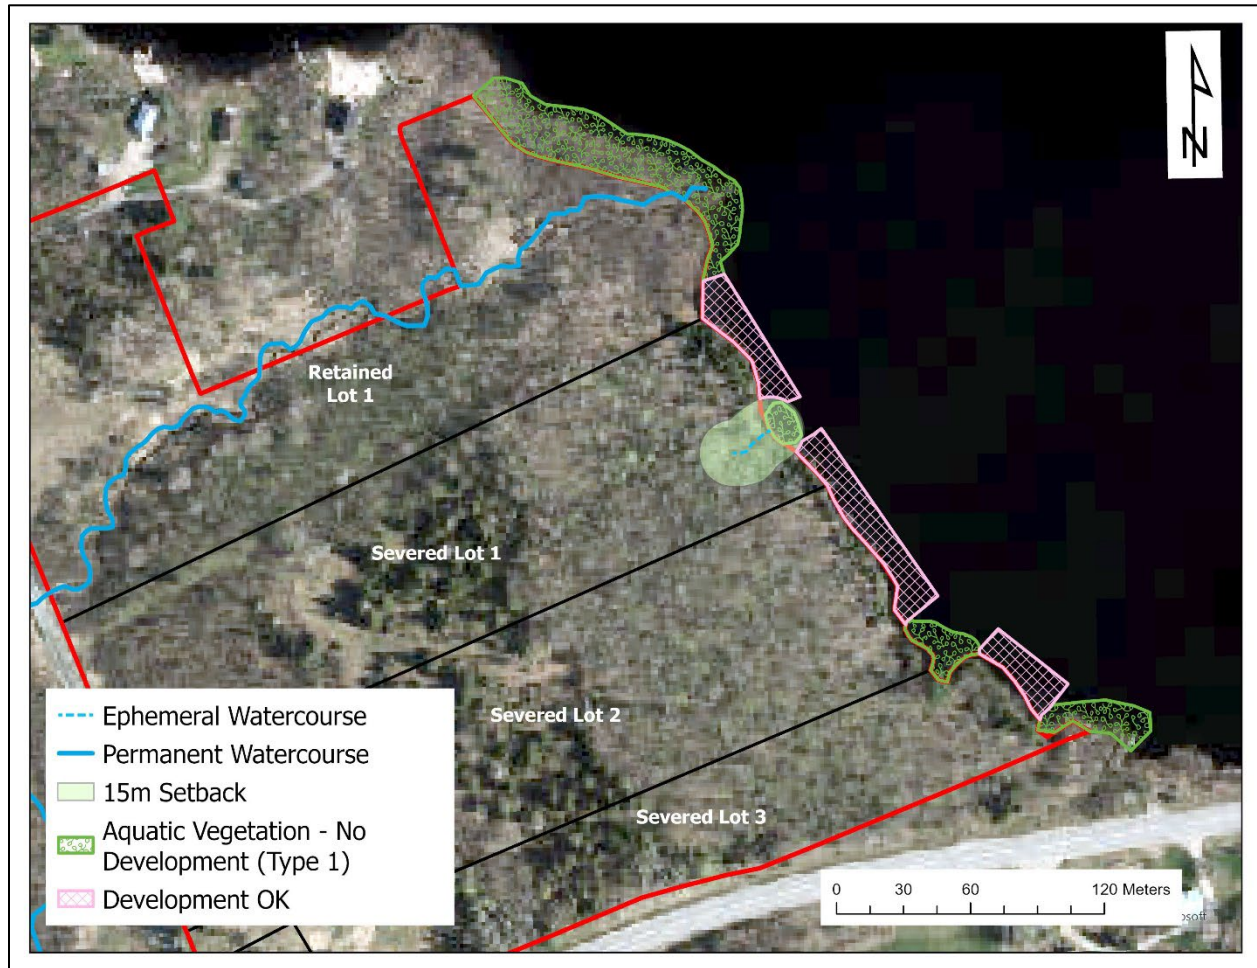 N
Retained
Lot 1
Severed Lot 1
Severed Lot 2
Severed Lot 3
Ephemeral Watercourse
Permanent Watercourse
15m Setback
Aquatic Vegetation - No
Development (Type 1)
Development OK
0 30 60 120 Meters
osoft